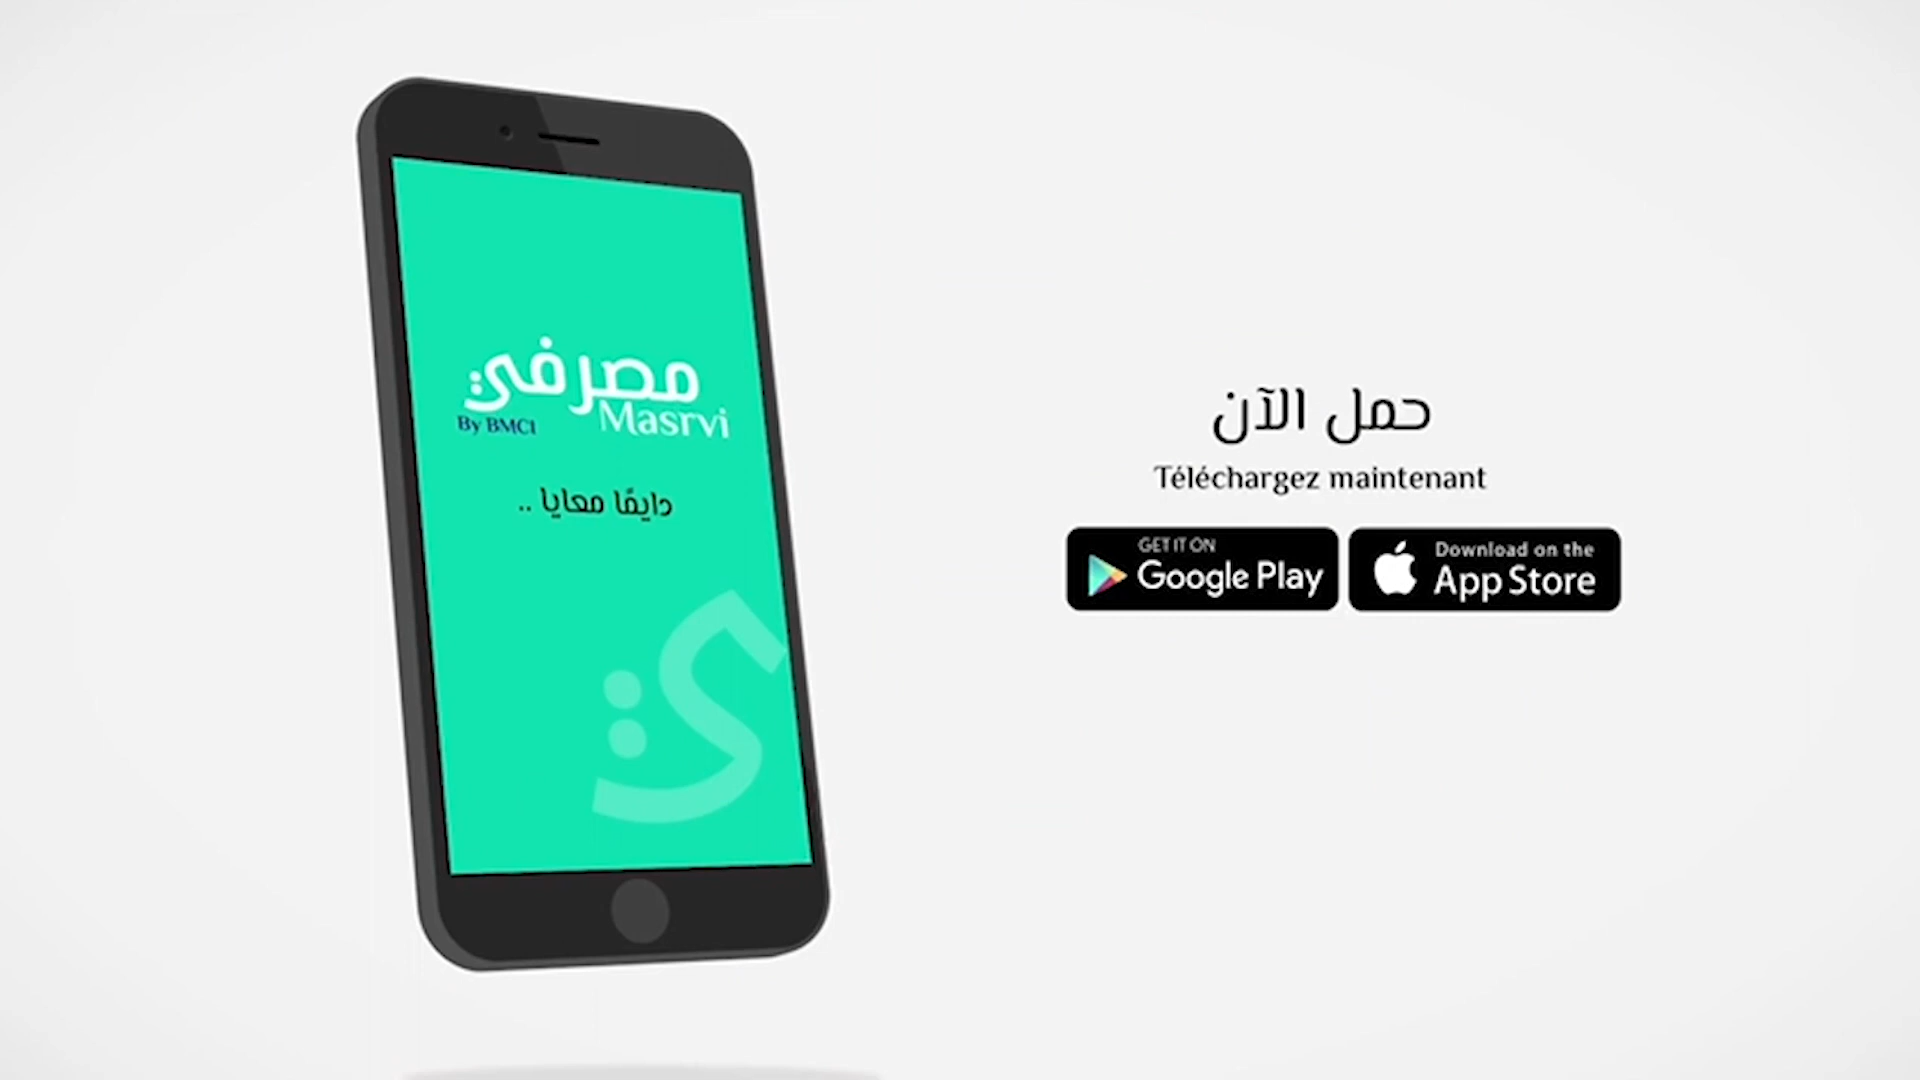 مصرفي
Masrvi
By BMCI
دايمًا معايا ..
حمل الآن
Téléchargez maintenant
GET IT ON
Google Play
Download on the
App Store